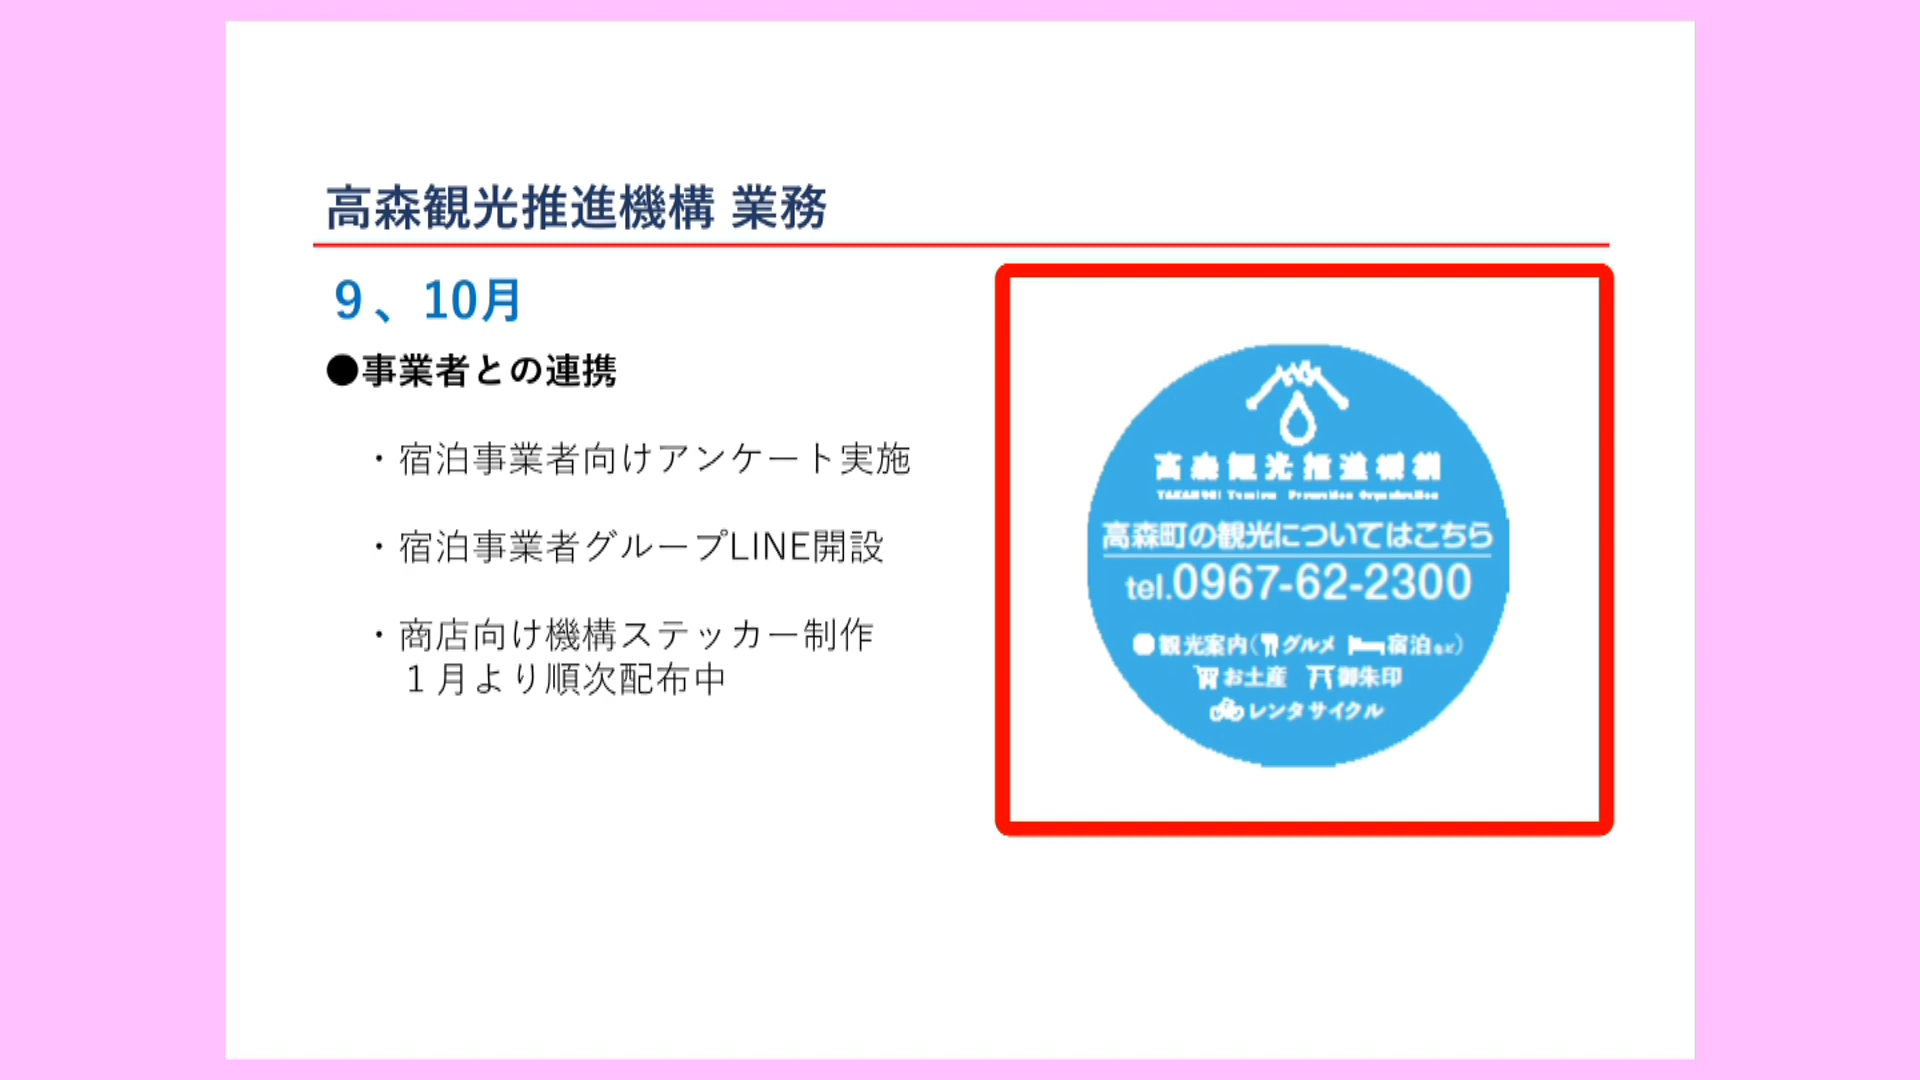 高森観光推進機構 業務
９、10月
●事業者との連携
・宿泊事業者向けアンケート実施
・宿泊事業者グループLINE開設
・商店向け機構ステッカー制作
１月より順次配布中
高森観光推進機構
TAKAMORI Tourism Promotion Organization
高森町の観光についてはこちら
tel.0967-62-2300
●観光案内(グルメ 宿泊など)
お土産 御朱印
レンタサイクル